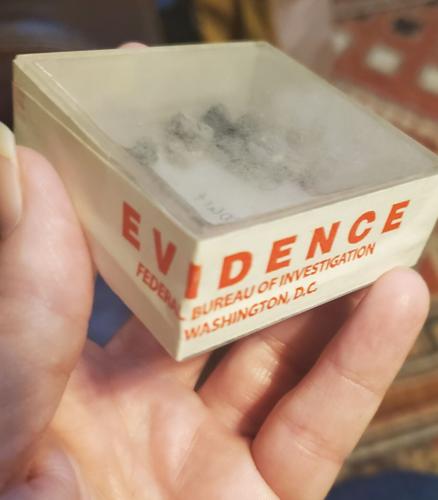 EVIDENCE
FEDERAL BUREAU OF INVESTIGATION
WASHINGTON, D.C.